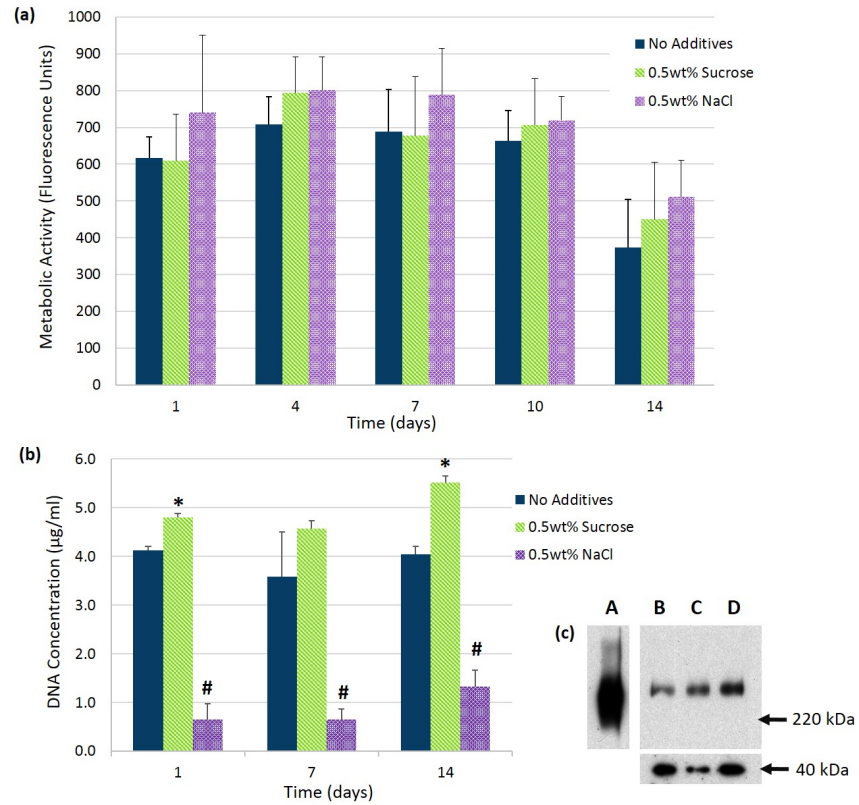 (a)
1000
900
800
700
600
500
400
300
200
100
0
Metabolic Activity (Fluorescence Units)
No Additives
0.5wt% Sucrose
0.5wt% NaCl
1 4 7 10 14
Time (days)
(b)
6.0
5.0
4.0
3.0
2.0
1.0
0.0
DNA Concentration (µg/ml)
* # # * #
No Additives
0.5wt% Sucrose
0.5wt% NaCl
1 7 14
Time (days)
(c)
A B C D
220 kDa
40 kDa